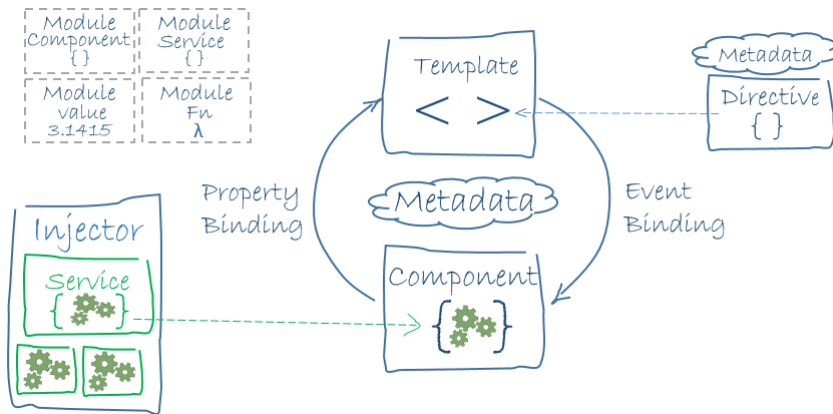 Module
Component
{ }
Module
Service
{ }
Module
value
3.1415
Module
Fn
λ
Template
< >
Metadata
Directive
{ }
Property
Binding
Metadata
Event
Binding
Injector
Service
{ }
Component
{ }